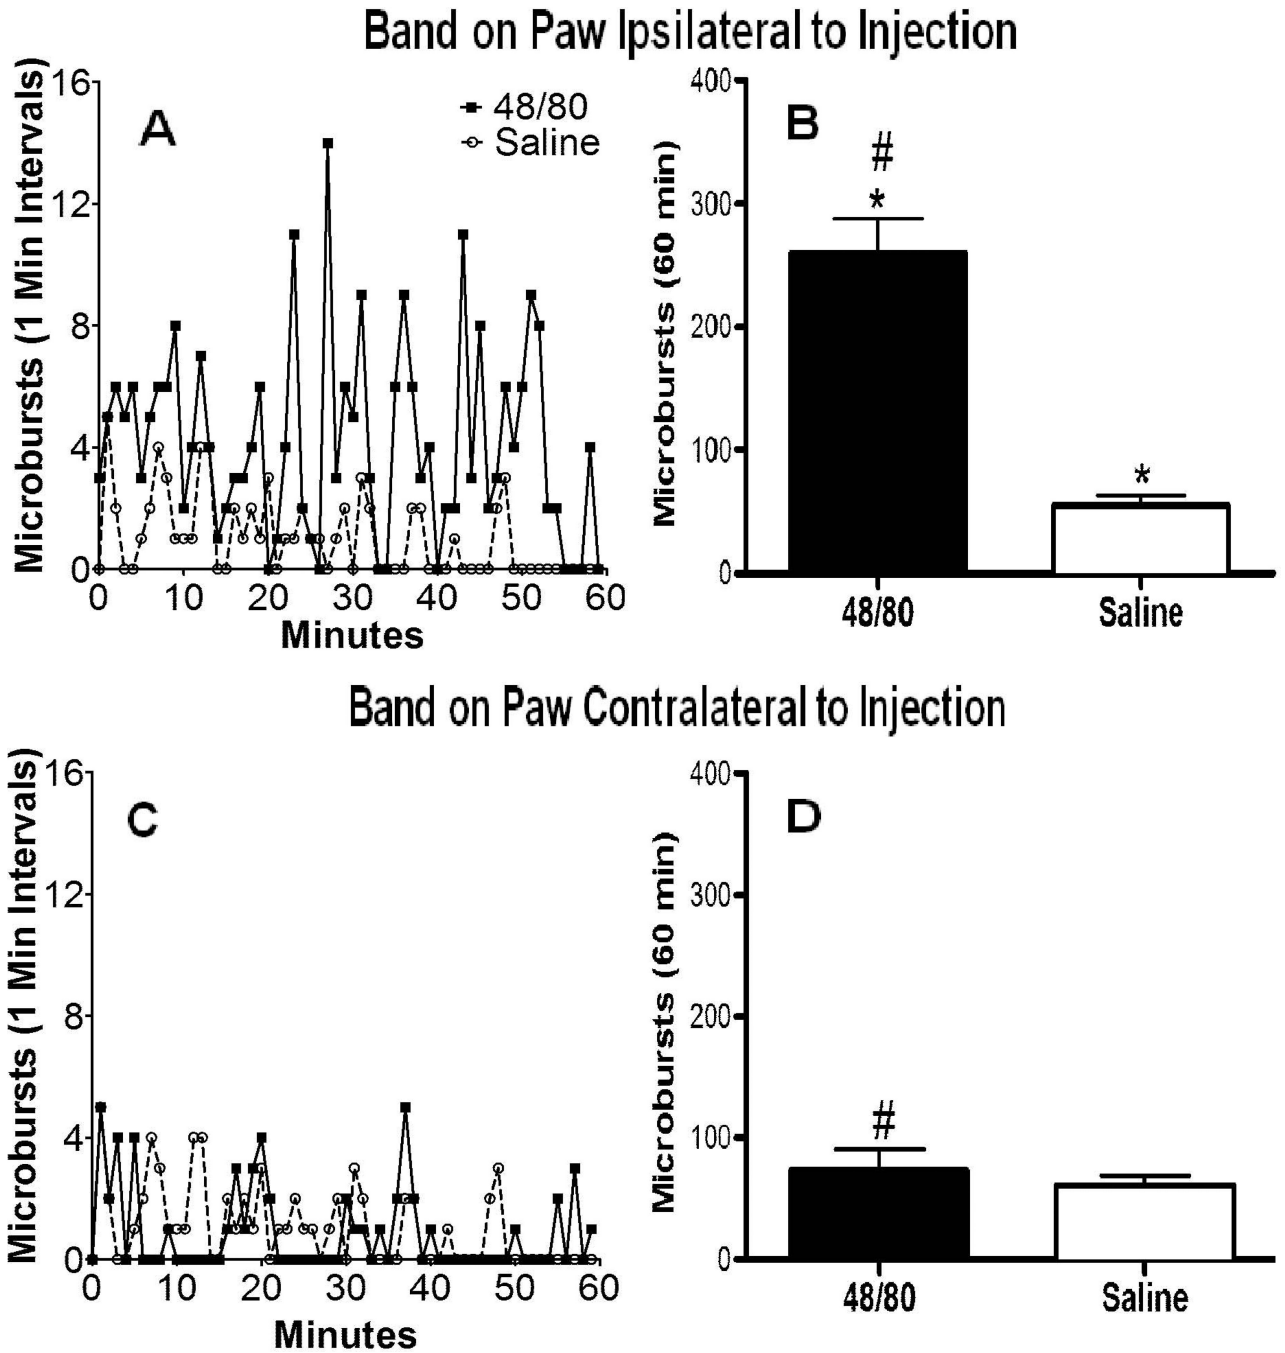 Band on Paw Ipsilateral to Injection
Microbursts (1 Min Intervals)
16
12
8
4
0
A
48/80
Saline
0 10 20 30 40 50 60
Minutes
Microbursts (60 min)
400
300
200
100
0
B
#
*
*
48/80 Saline
Band on Paw Contralateral to Injection
Microbursts (1 Min Intervals)
16
12
8
4
0
C
0 10 20 30 40 50 60
Minutes
Microbursts (60 min)
400
300
200
100
0
D
#
48/80 Saline